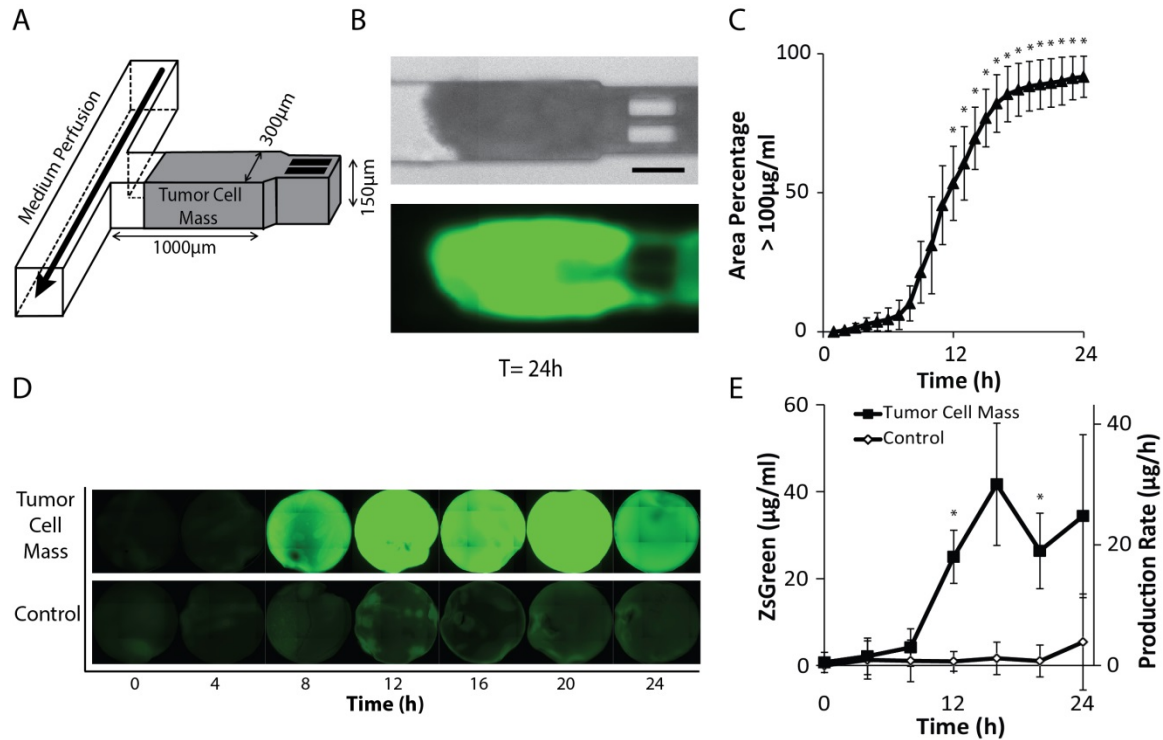 A
Medium Perfusion
300μm
Tumor Cell
Mass
150μm
1000μm
B
T= 24h
C
Area Percentage
> 100μg/ml
100
50
0
0
12
24
Time (h)
* * * * * * * * * * * * *
D
Tumor
Cell
Mass
Control
0
4
8
12
16
20
24
Time (h)
E
ZsGreen (μg/ml)
60
40
20
0
Tumor Cell Mass
Control
*
*
40
20
0
Production Rate (μg/h)
0
12
24
Time (h)